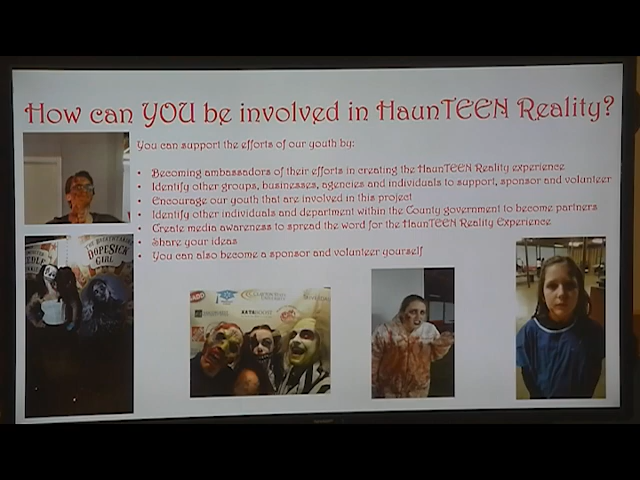 How can YOU be involved in HaunTEEN Reality?
You can support the efforts of our youth by:
• Becoming ambassadors of their efforts in creating the HaunTEEN Reality experience
• Identify other groups, businesses, agencies and individuals to support, sponsor and volunteer
• Encourage our youth that are involved in this project
• Identify other individuals and department within the County government to become partners
• Create media awareness to spread the word for the HaunTEEN Reality Experience
• Share your ideas
• You can also become a sponsor and volunteer yourself
THE BREATHTAKING
DOPESICK
GIRL